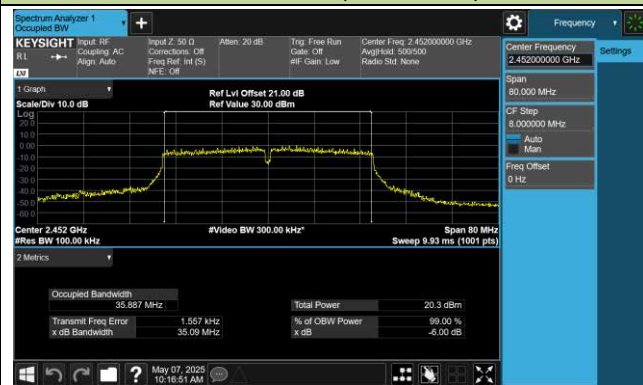 Spectrum Analyzer 1
Occupied BW
Frequency
KEYSIGHT
RL
LXI
Input: RF
Coupling: AC
Align: Auto
Input Z: 50 Ω
Corrections: Off
Freq Ref: Int (S)
NFE: Off
Atten: 20 dB
Trig: Free Run
Gate: Off
#IF Gain: Low
Center Freq: 2.452000000 GHz
Avg|Hold: 500/500
Radio Std: None
Center Frequency
2.452000000 GHz
Settings
Span
80.000 MHz
CF Step
8.000000 MHz
Auto
Man
Freq Offset
0 Hz
1 Graph
Scale/Div 10.0 dB
Ref Lvl Offset 21.00 dB
Ref Value 30.00 dBm
Log
20.0
10.0
0.00
-10.0
-20.0
-30.0
-40.0
-50.0
-60.0
Center 2.452 GHz
#Res BW 100.00 kHz
#Video BW 300.00 kHz*
Span 80 MHz
Sweep 9.93 ms (1001 pts)
2 Metrics
Occupied Bandwidth
35.887 MHz
Total Power 20.3 dBm
Transmit Freq Error 1.557 kHz
% of OBW Power 99.00 %
x dB Bandwidth 35.09 MHz
x dB -6.00 dB
May 07, 2025
10:16:51 AM